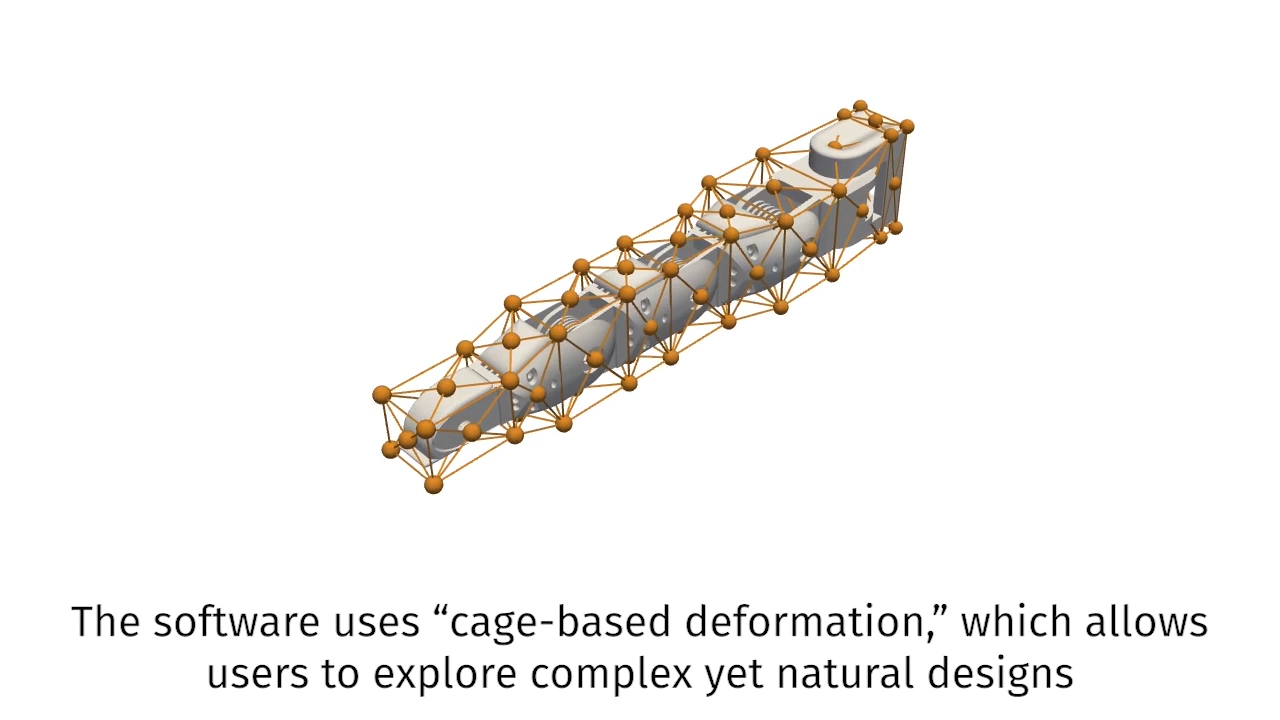 The software uses “cage-based deformation,” which allows
users to explore complex yet natural designs